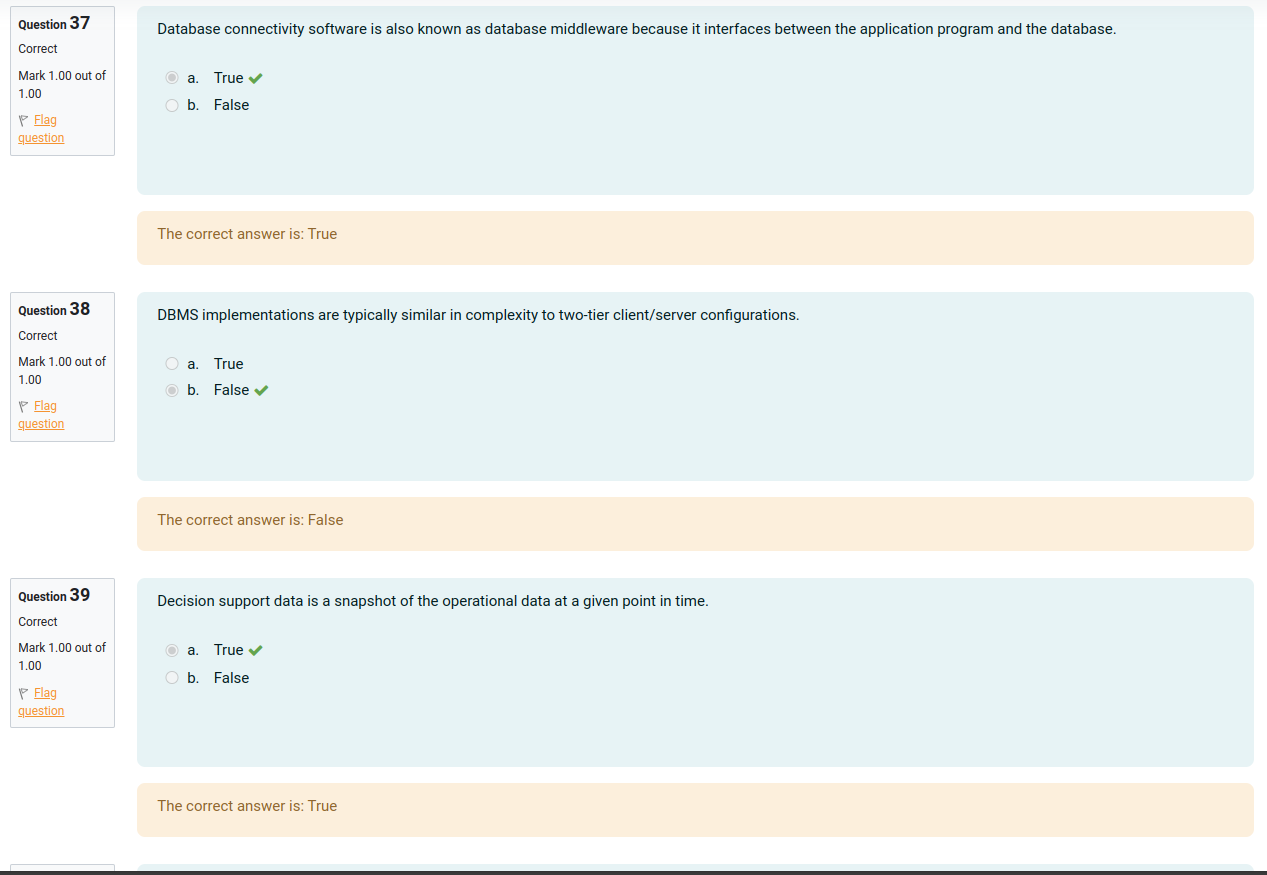 Question 37
Correct
Mark 1.00 out of
1.00
Flag
question
Database connectivity software is also known as database middleware because it interfaces between the application program and the database.
a. True
b. False
The correct answer is: True
Question 38
Correct
Mark 1.00 out of
1.00
Flag
question
DBMS implementations are typically similar in complexity to two-tier client/server configurations.
a. True
b. False
The correct answer is: False
Question 39
Correct
Mark 1.00 out of
1.00
Flag
question
Decision support data is a snapshot of the operational data at a given point in time.
a. True
b. False
The correct answer is: True